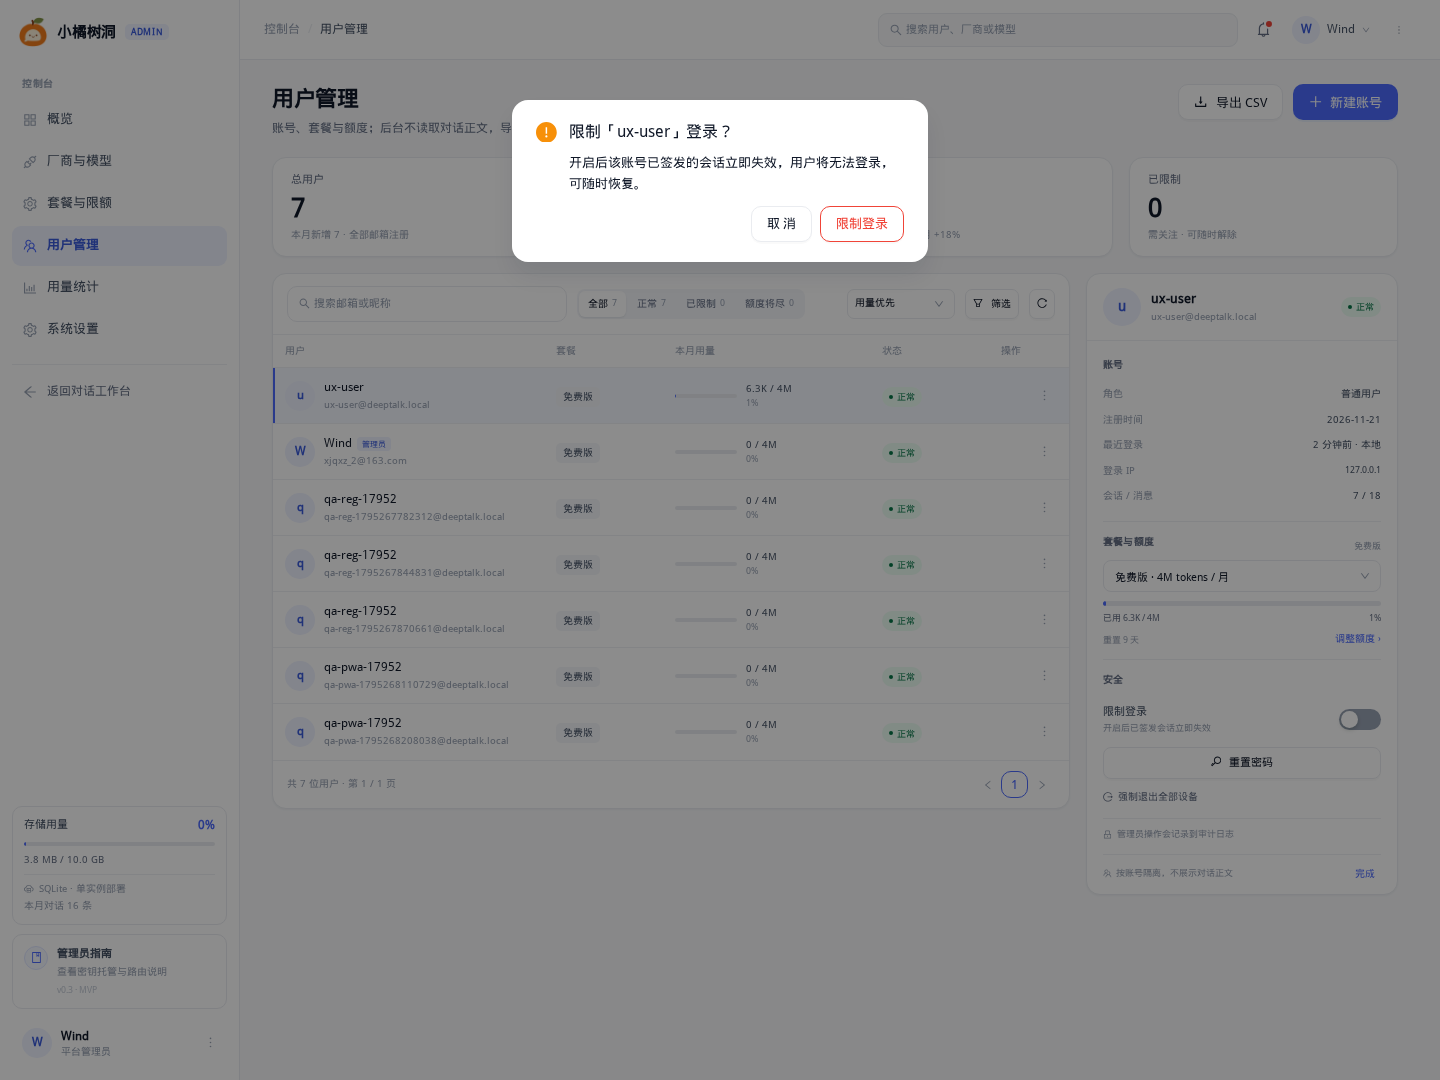 小橘树洞 ADMIN
控制台
概览
厂商与模型
套餐与限额
用户管理
用量统计
系统设置
返回对话工作台
存储用量 0%
3.8 MB / 10.0 GB
SQLite · 单实例部署
本月对话 16 条
管理员指南
查看密钥托管与路由说明
v0.3 · MVP
W Wind
平台管理员
控制台 / 用户管理
搜索用户、厂商或模型
W Wind
用户管理
账号、套餐与额度；后台不读取对话正文，导
导出 CSV
新建账号
总用户
7
本月新增 7 · 全部邮箱注册
+18%
已限制
0
需关注 · 可随时解除
限制「ux-user」登录？
开启后该账号已签发的会话立即失效，用户将无法登录，
可随时恢复。
取 消
限制登录
搜索邮箱或昵称
全部 7 正常 7 已限制 0 额度将尽 0
用量优先
筛选
用户 套餐 本月用量 状态 操作
u ux-user
ux-user@deeptalk.local
免费版
6.3K / 4M
1%
正常
W Wind 管理员
xjqxz_2@163.com
免费版
0 / 4M
0%
正常
q qa-reg-17952
qa-reg-1795267782312@deeptalk.local
免费版
0 / 4M
0%
正常
q qa-reg-17952
qa-reg-1795267844831@deeptalk.local
免费版
0 / 4M
0%
正常
q qa-reg-17952
qa-reg-1795267870661@deeptalk.local
免费版
0 / 4M
0%
正常
q qa-pwa-17952
qa-pwa-1795268110729@deeptalk.local
免费版
0 / 4M
0%
正常
q qa-pwa-17952
qa-pwa-1795268208038@deeptalk.local
免费版
0 / 4M
0%
正常
共 7 位用户 · 第 1 / 1 页
1
u ux-user
ux-user@deeptalk.local
正常
账号
角色 普通用户
注册时间 2026-11-21
最近登录 2 分钟前 · 本地
登录 IP 127.0.0.1
会话 / 消息 7 / 18
套餐与额度 免费版
免费版 · 4M tokens / 月
已用 6.3K / 4M 1%
重置 9 天 调整额度 ›
安全
限制登录
开启后已签发会话立即失效
重置密码
强制退出全部设备
管理员操作会记录到审计日志
按账号隔离，不展示对话正文 完成